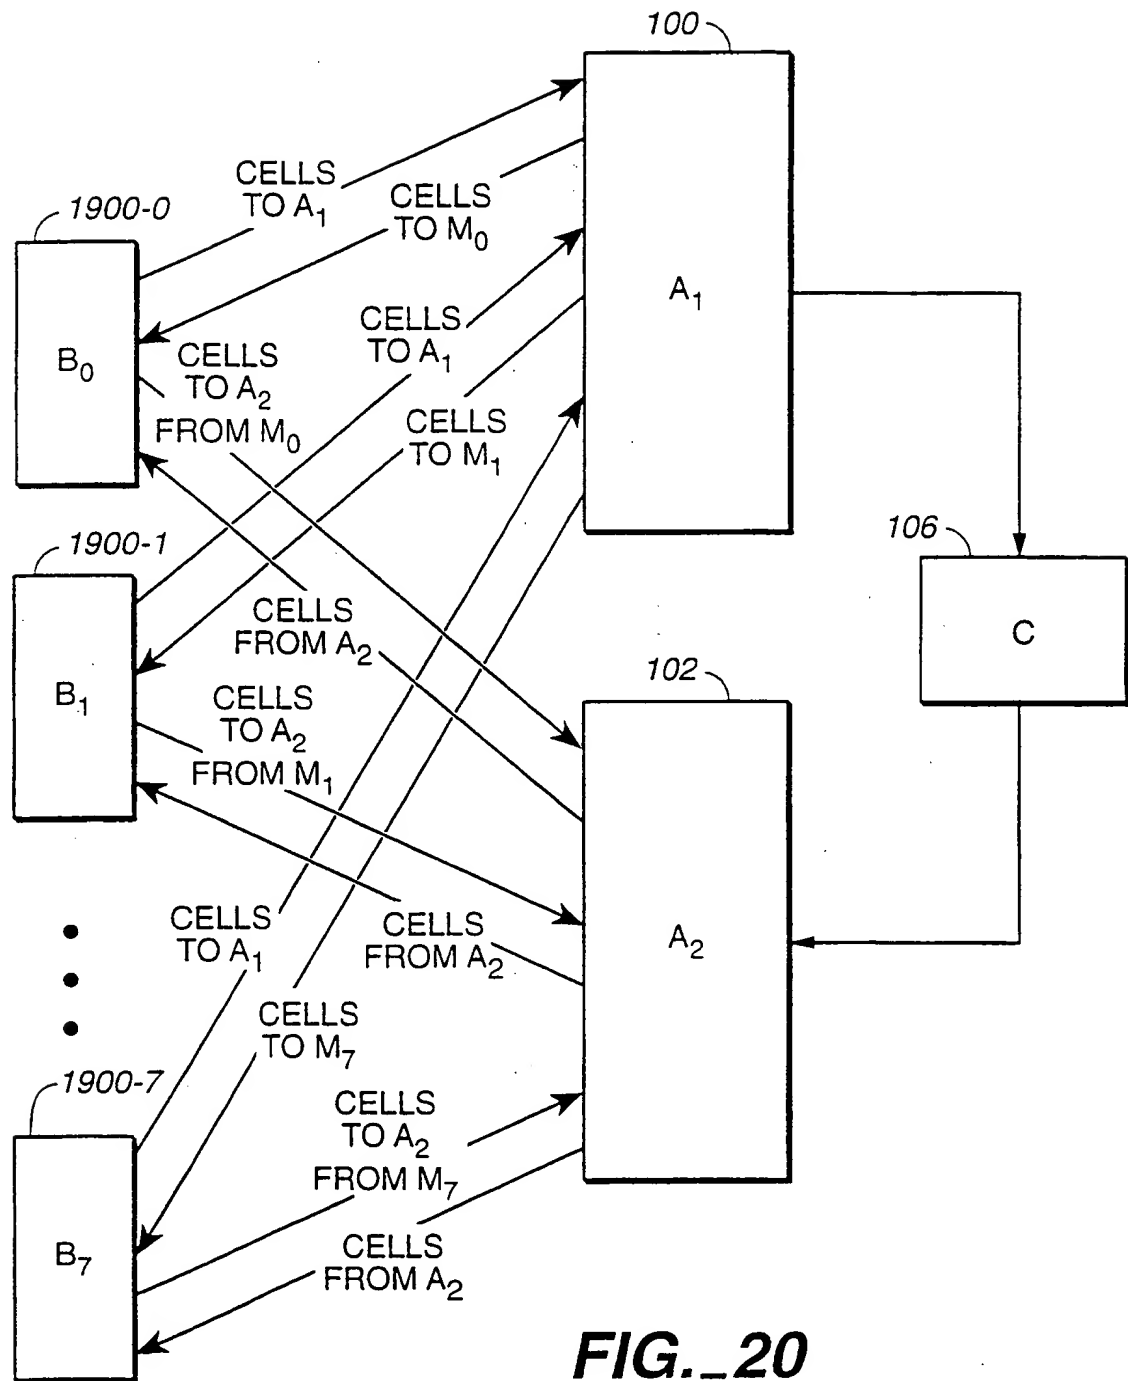 100
A₁
CELLS
TO A₁
CELLS
TO M₀
1900-0
B₀
CELLS
TO A₂
FROM M₀
CELLS
TO A₁
CELLS
TO M₁
1900-1
B₁
CELLS
FROM A₂
106
C
102
A₂
CELLS
TO A₂
FROM M₁
CELLS
TO A₁
CELLS
FROM A₂
CELLS
TO M₇
1900-7
B₇
CELLS
TO A₂
FROM M₇
CELLS
FROM A₂
FIG._20